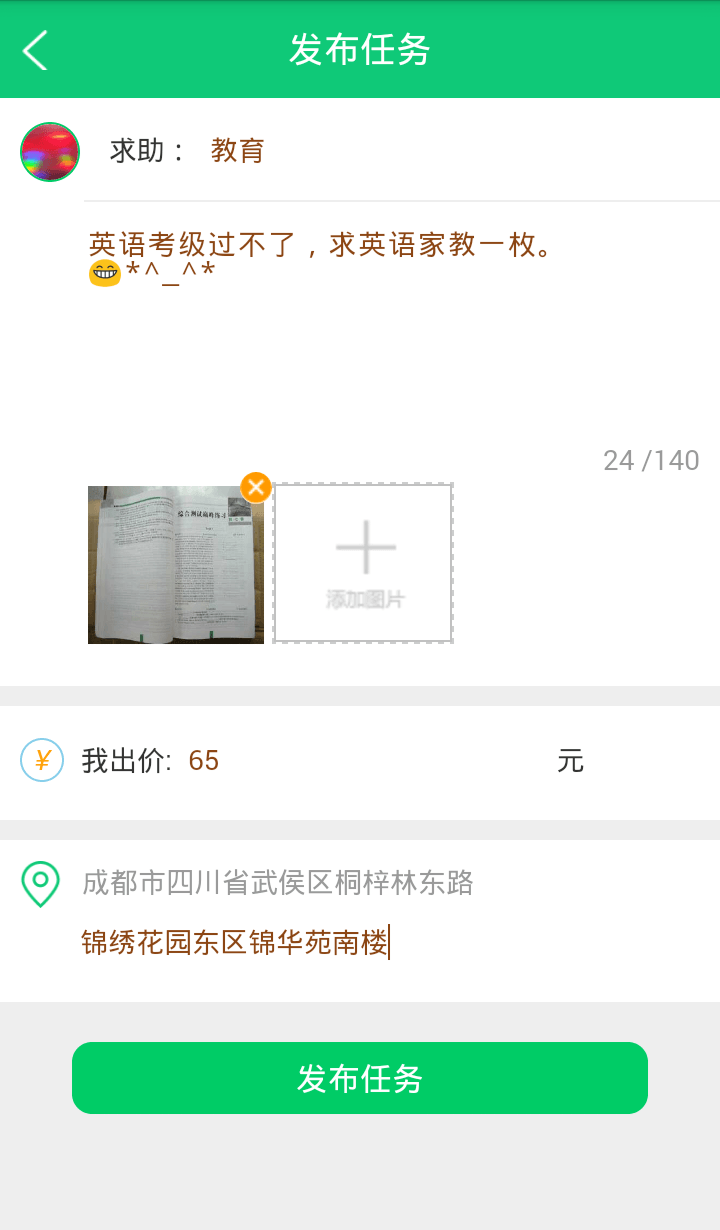 发布任务
求助： 教育
英语考级过不了，求英语家教一枚。
😁*^_^*
24 /140
综合测试巅峰练习
添加图片
¥ 我出价: 65 元
成都市四川省武侯区桐梓林东路
锦绣花园东区锦华苑南楼
发布任务